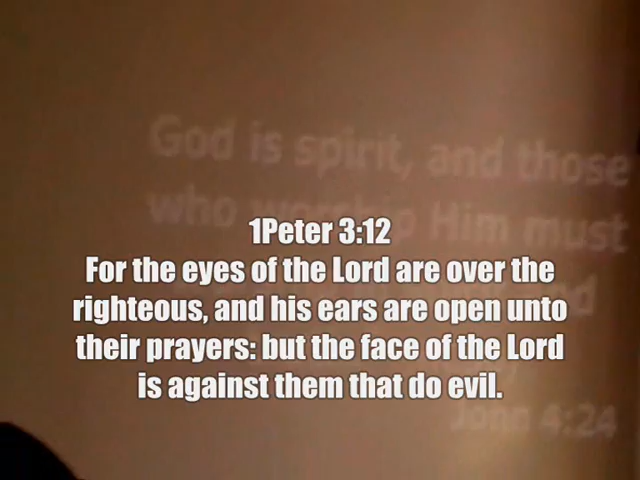 God is spirit, and those
who worship Him must
1Peter 3:12
For the eyes of the Lord are over the
righteous, and his ears are open unto
their prayers: but the face of the Lord
is against them that do evil.
John 4:24